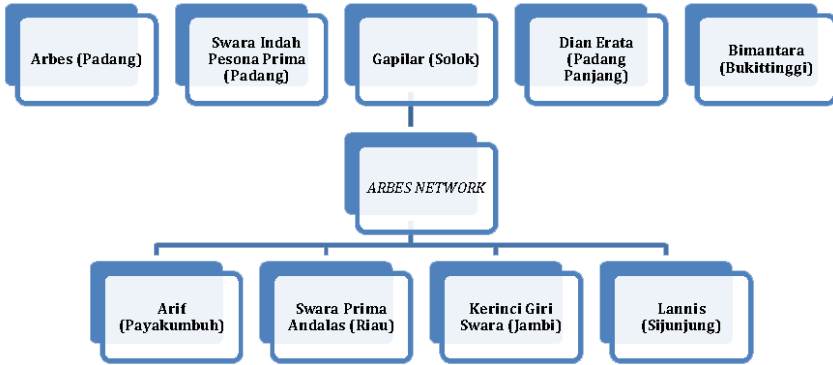 Arbes (Padang)
Swara Indah
Pesona Prima
(Padang)
Gapilar (Solok)
Dian Erata
(Padang
Panjang)
Bimantara
(Bukittinggi)
ARBES NETWORK
Arif
(Payakumbuh)
Swara Prima
Andalas (Riau)
Kerinci Giri
Swara (Jambi)
Lannis
(Sijunjung)